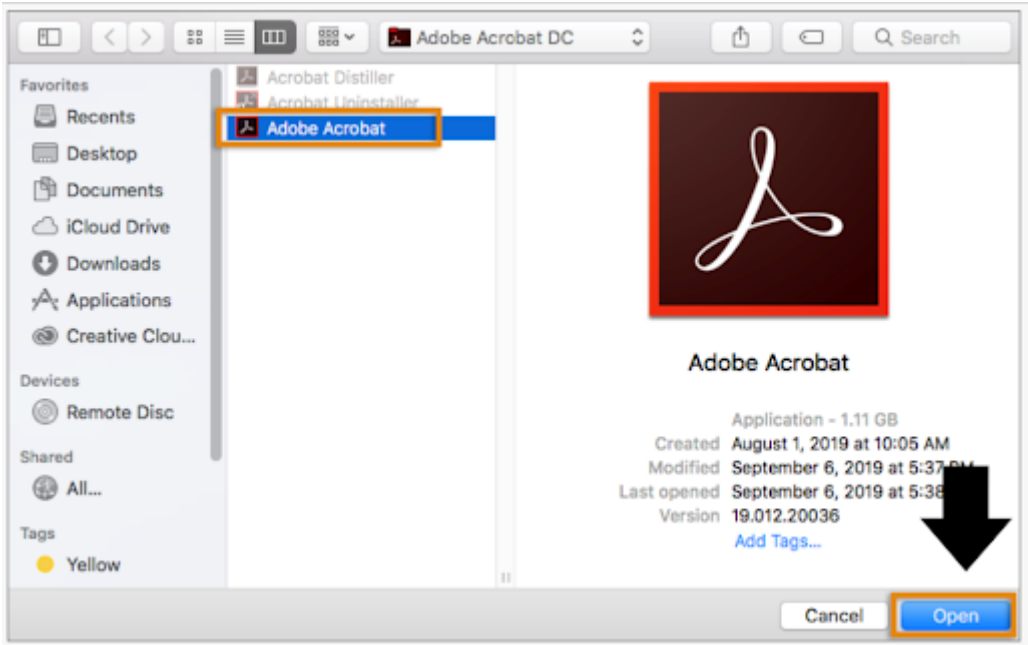 Adobe Acrobat DC
Search
Favorites
Recents
Desktop
Documents
iCloud Drive
Downloads
Applications
Creative Clou...
Devices
Remote Disc
Shared
All...
Tags
Yellow
Acrobat Distiller
Acrobat Uninstaller
Adobe Acrobat
Adobe Acrobat
Application - 1.11 GB
Created August 1, 2019 at 10:05 AM
Modified September 6, 2019 at 5:37 PM
Last opened September 6, 2019 at 5:38
Version 19.012.20036
Add Tags...
Cancel
Open